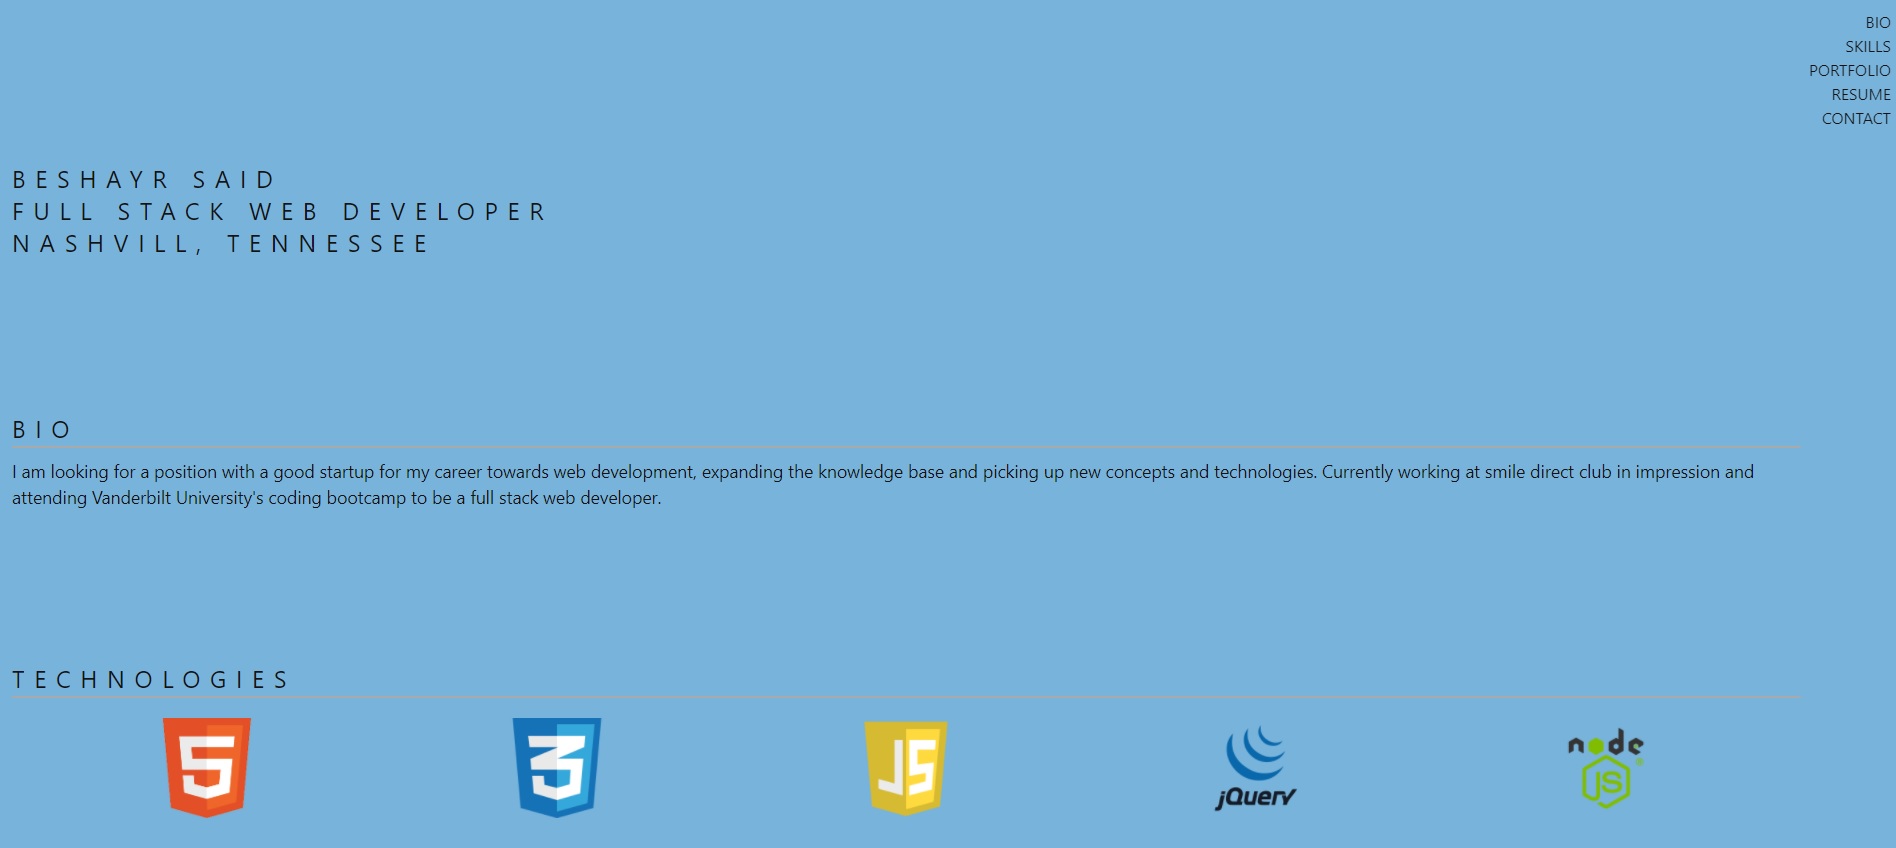 BIO
SKILLS
PORTFOLIO
RESUME
CONTACT
BESHAYR SAID
FULL STACK WEB DEVELOPER
NASHVILL, TENNESSEE
BIO
I am looking for a position with a good startup for my career towards web development, expanding the knowledge base and picking up new concepts and technologies. Currently working at smile direct club in impression and
attending Vanderbilt University's coding bootcamp to be a full stack web developer.
TECHNOLOGIES
5 3 JS jQuery node JS ®